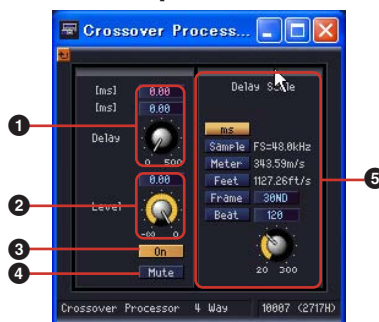 Crossover Process...
[ms] 0.00
[ms] 0.00
Delay
0 500
0.00
Level
-∞ 0
On
Mute
Delay Scale
ms
Sample FS=48.0kHz
Meter 343.59m/s
Feet 1127.26ft/s
Frame 30ND
Beat 120
20 300
1
2
3
4
5
Crossover Processor 4 Way 10007 (2717H)